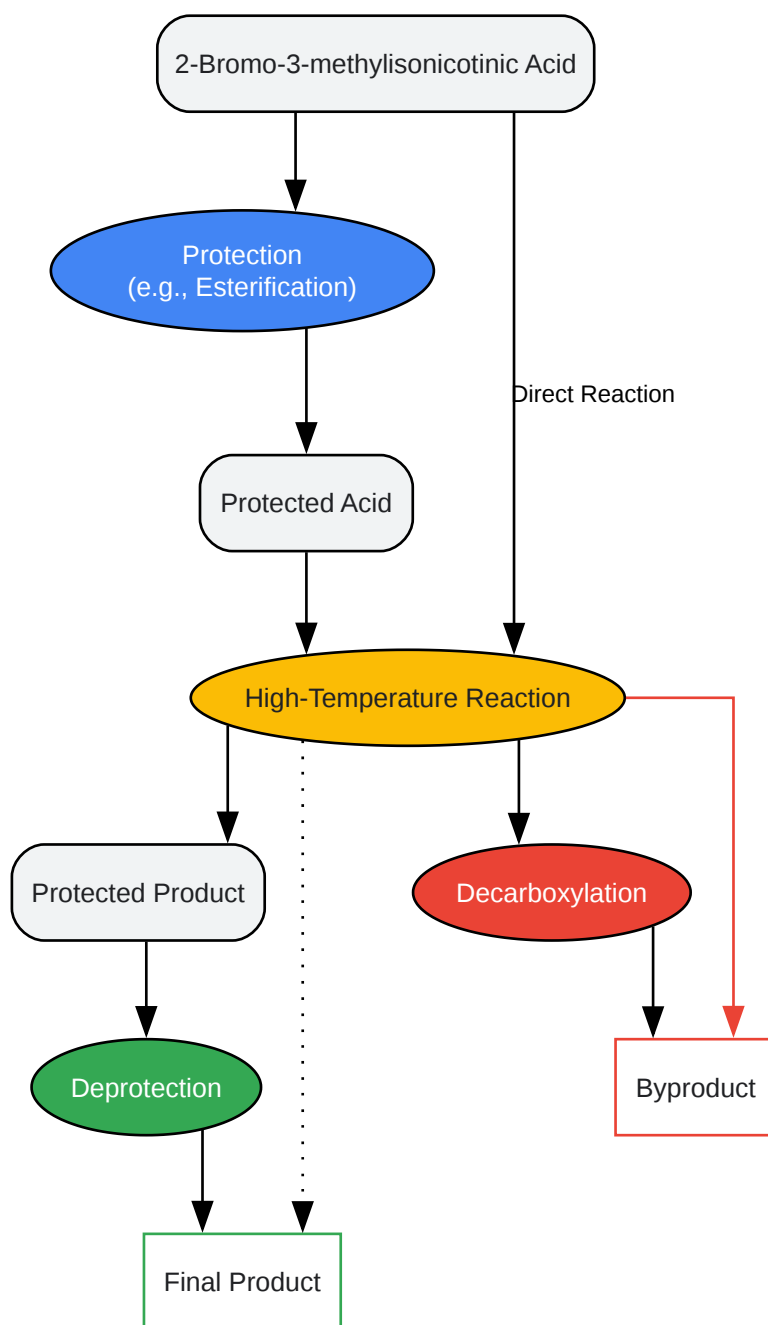 2-Bromo-3-methylisonicotinic Acid
Protection
(e.g., Esterification)
Direct Reaction
Protected Acid
High-Temperature Reaction
Protected Product
Decarboxylation
Deprotection
Byproduct
Final Product